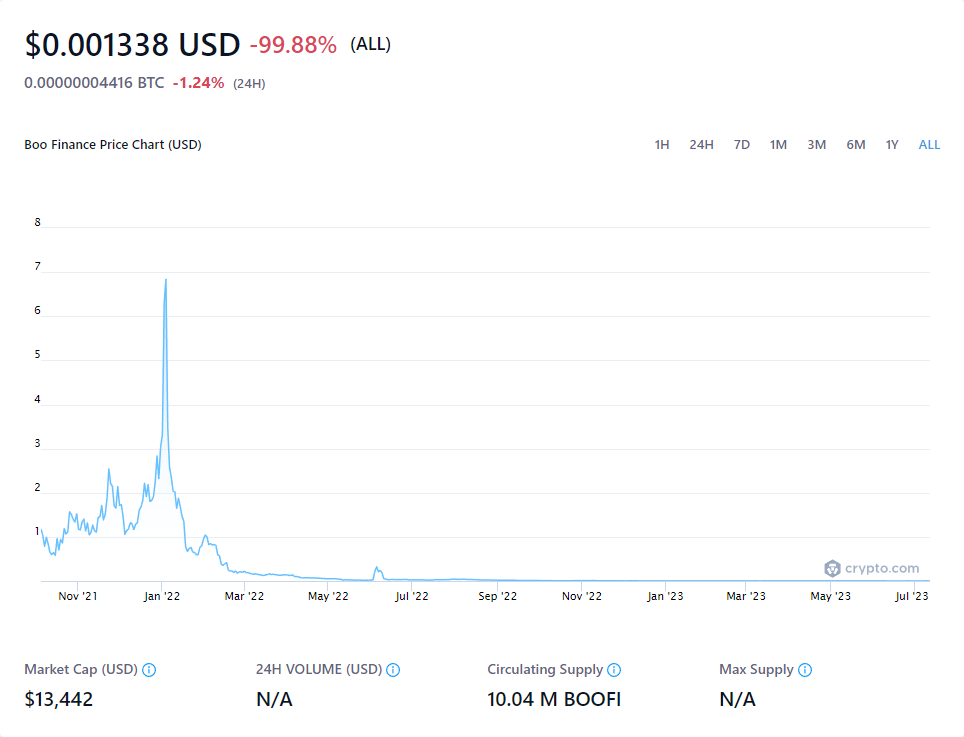 $0.001338 USD -99.88% (ALL)
0.00000004416 BTC -1.24% (24H)
Boo Finance Price Chart (USD) 1H 24H 7D 1M 3M 6M 1Y ALL
8
7
6
5
4
3
2
1
crypto.com
Nov '21 Jan '22 Mar '22 May '22 Jul '22 Sep '22 Nov '22 Jan '23 Mar '23 May '23 Jul '23
Market Cap (USD) 24H VOLUME (USD) Circulating Supply Max Supply
$13,442 N/A 10.04 M BOOFI N/A